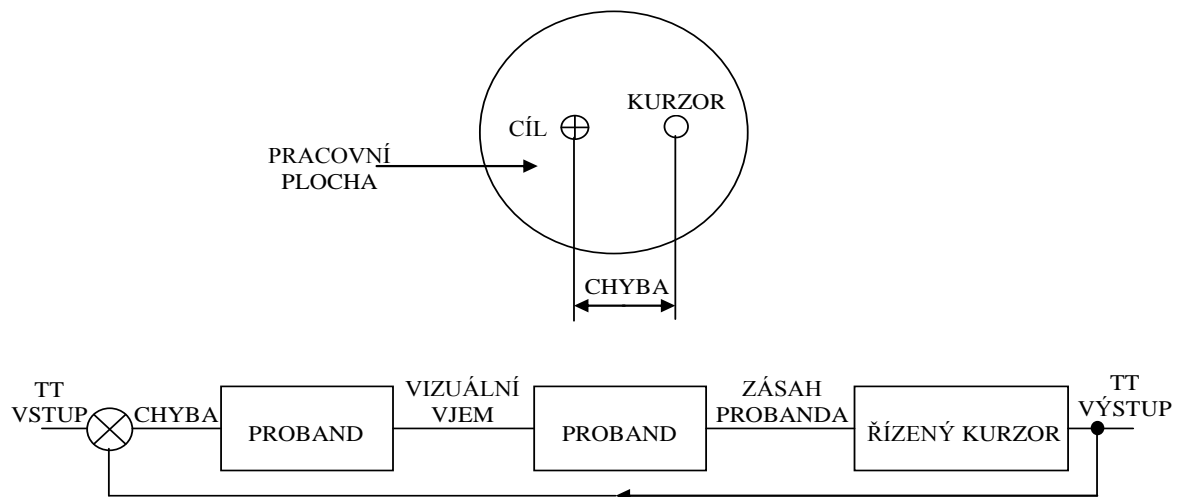 KURZOR
CÍL
PRACOVNÍ
PLOCHA
CHYBA
TT
VSTUP
CHYBA
PROBAND
VIZUÁLNÍ
VJEM
PROBAND
ZÁSAH
PROBANDA
ŘÍZENÝ KURZOR
TT
VÝSTUP